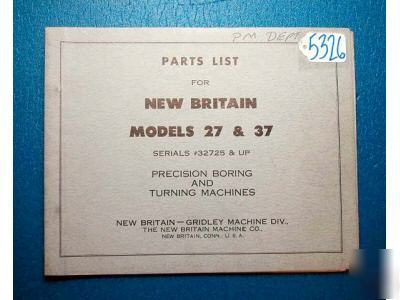 PM DEPT
5326
PARTS LIST
FOR
NEW BRITAIN
MODELS 27 & 37
SERIALS #32725 & UP
PRECISION BORING
AND
TURNING MACHINES
NEW BRITAIN—GRIDLEY MACHINE DIV.,
THE NEW BRITAIN MACHINE CO.,
NEW BRITAIN, CONN., U. S. A.